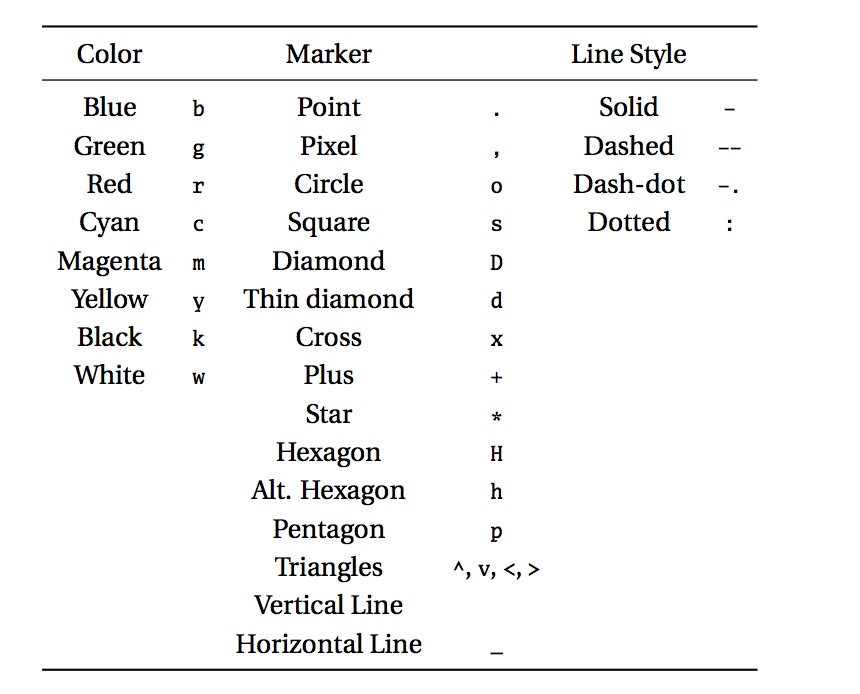 Color Marker Line Style
Blue b Point . Solid –
Green g Pixel , Dashed ––
Red r Circle o Dash-dot –.
Cyan c Square s Dotted :
Magenta m Diamond D
Yellow y Thin diamond d
Black k Cross x
White w Plus +
Star *
Hexagon H
Alt. Hexagon h
Pentagon p
Triangles ^, v, <, >
Vertical Line
Horizontal Line _